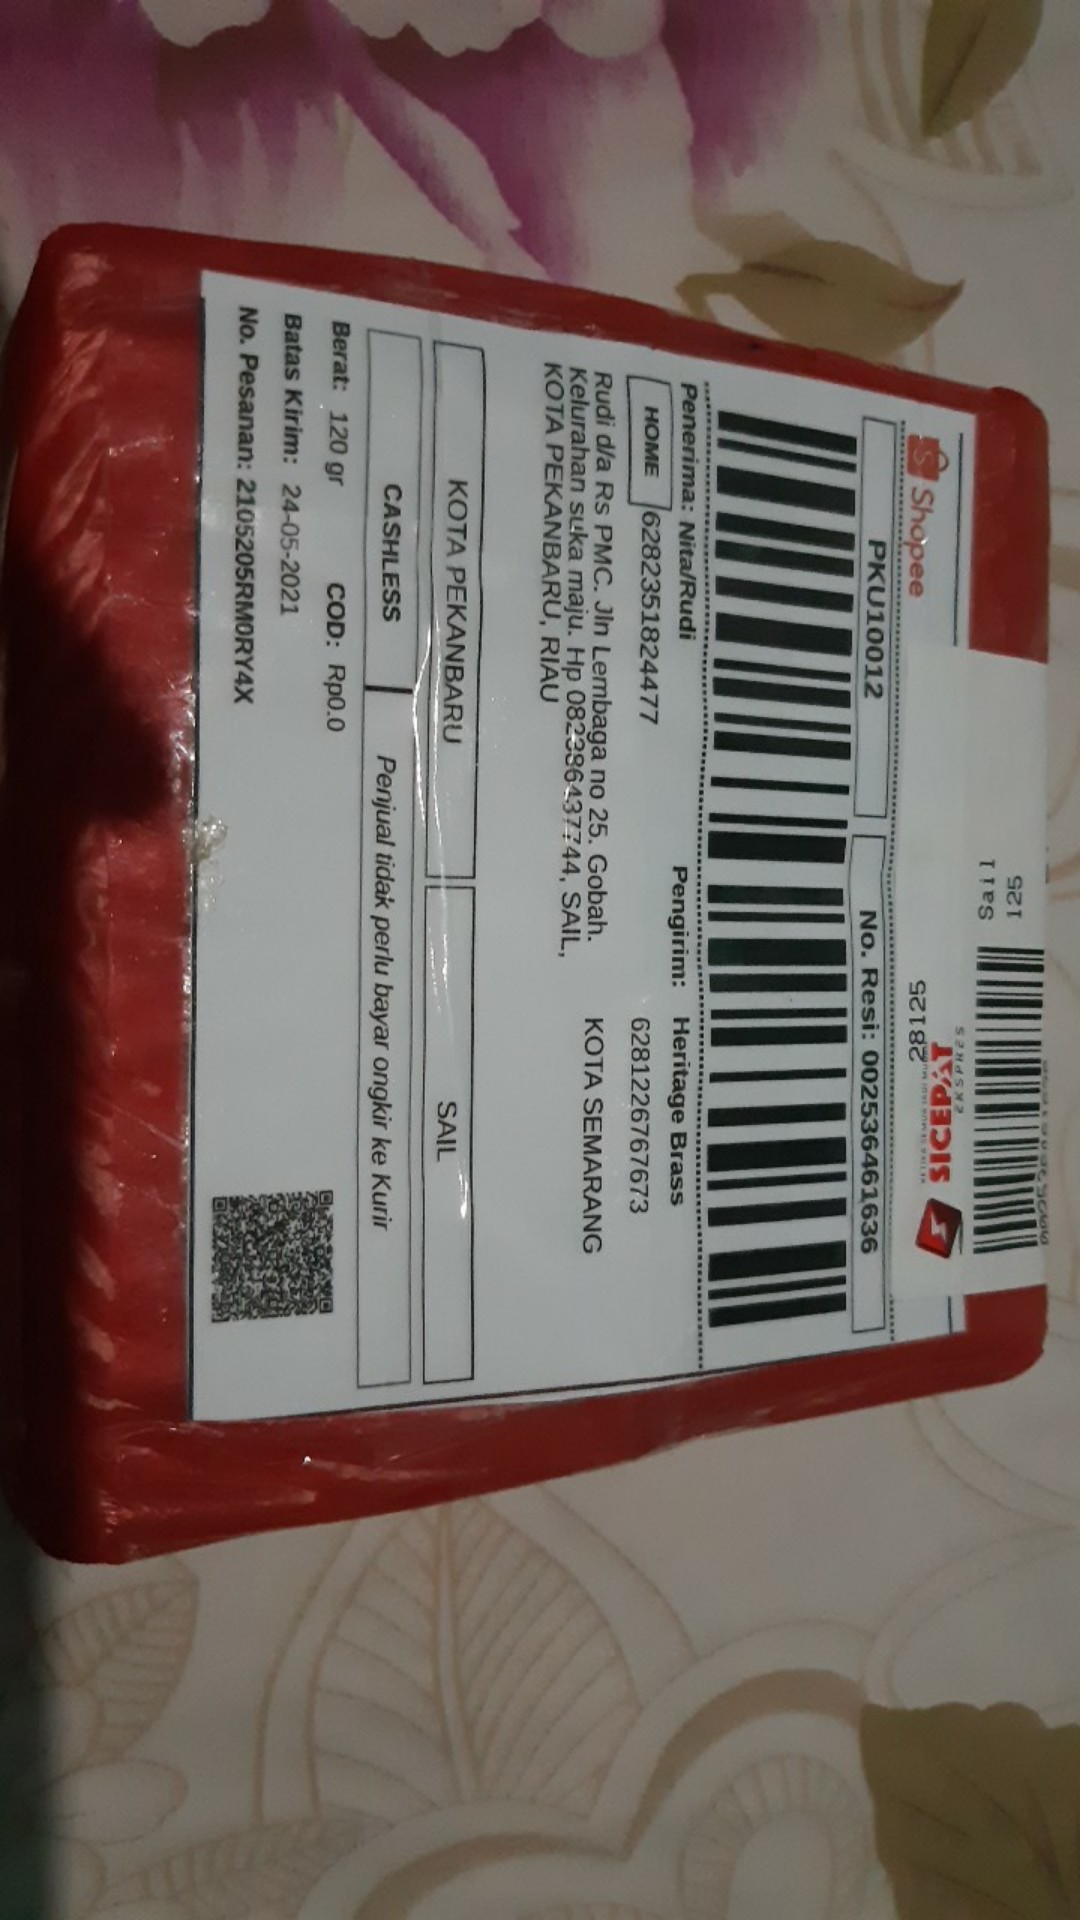 Shopee
SICEPAT
EKSPRES
28125
125
Sail
PKU10012
No. Resi: 002536461636
Penerima: Nita/Rudi
Pengirim: Heritage Brass
HOME
6282351824477
6281226767673
Rudi d/a Rs PMC. Jln Lembaga no 25. Gobah.
KOTA SEMARANG
Kelurahan suka maju. Hp 082386437744, SAIL,
KOTA PEKANBARU, RIAU
KOTA PEKANBARU
SAIL
CASHLESS
Penjual tidak perlu bayar ongkir ke Kurir
Berat: 120 gr
COD: Rp0.0
Batas Kirim: 24-05-2021
No. Pesanan: 2105205RM0RY4X